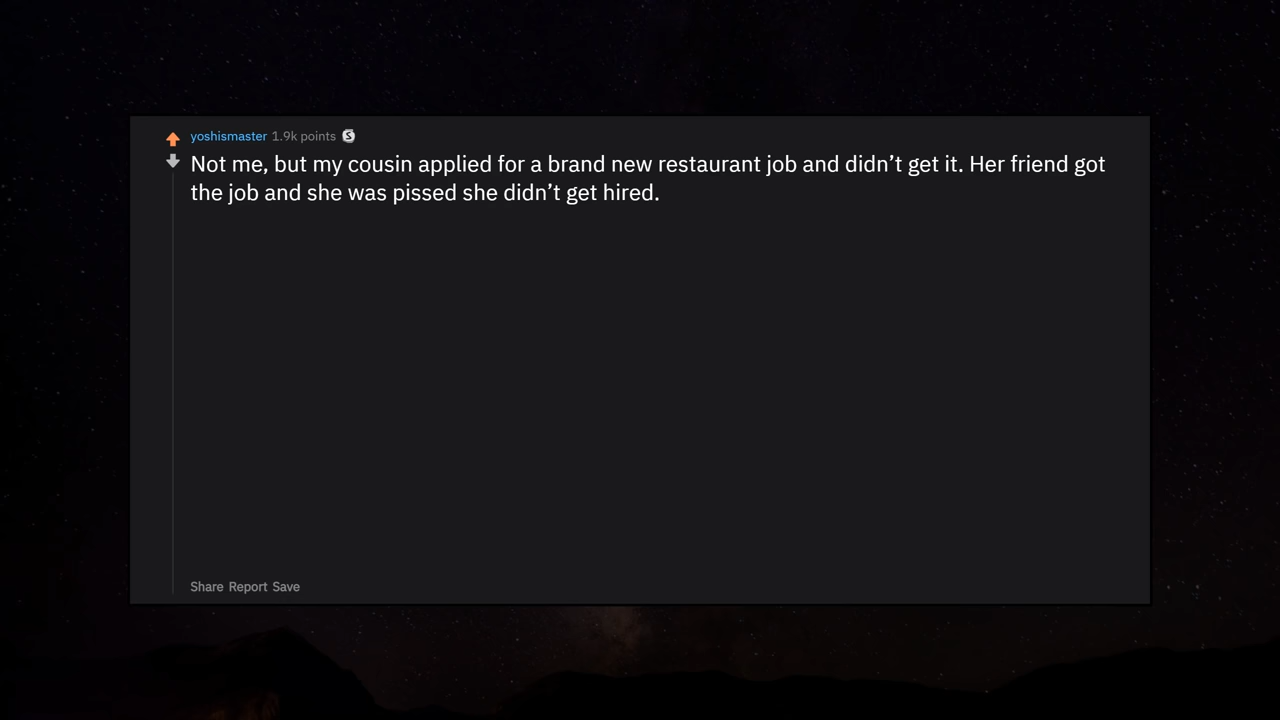 yoshismaster 1.9k points S
Not me, but my cousin applied for a brand new restaurant job and didn’t get it. Her friend got
the job and she was pissed she didn’t get hired.
Share Report Save